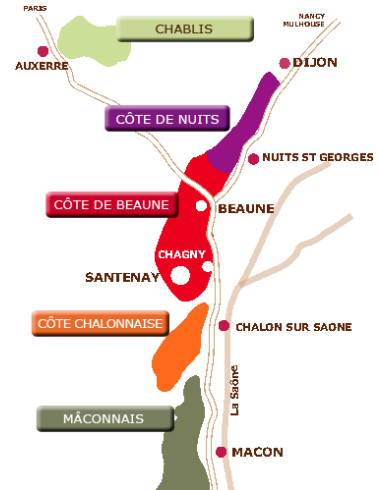 PARIS
NANCY
MULHOUSE
CHABLIS
AUXERRE
DIJON
CÔTE DE NUITS
NUITS ST GEORGES
CÔTE DE BEAUNE
BEAUNE
CHAGNY
SANTENAY
CÔTE CHALONNAISE
CHALON SUR SAONE
La Saône
MÂCONNAIS
MACON